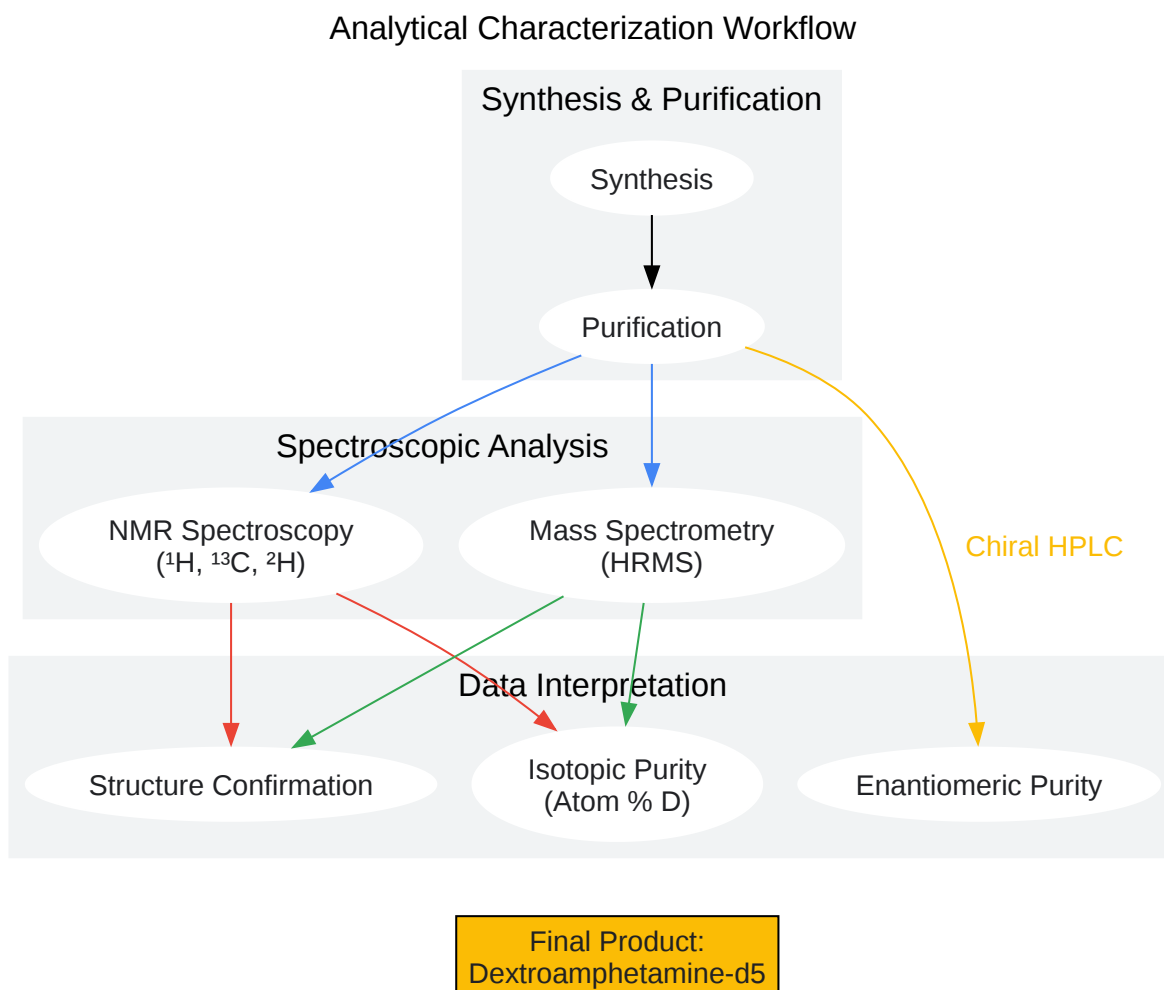 Analytical Characterization Workflow
Synthesis & Purification
Synthesis
Purification
Spectroscopic Analysis
NMR Spectroscopy
(¹H, ¹³C, ²H)
Mass Spectrometry
(HRMS)
Chiral HPLC
Data Interpretation
Structure Confirmation
Isotopic Purity
(Atom % D)
Enantiomeric Purity
Final Product:
Dextroamphetamine-d5